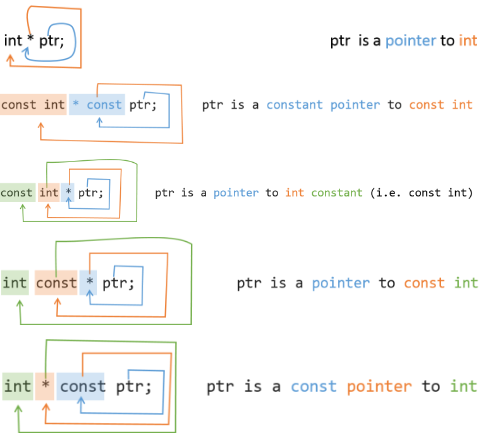 int * ptr; ptr is a pointer to int
const int * const ptr; ptr is a constant pointer to const int
const int * ptr; ptr is a pointer to int constant (i.e. const int)
int const * ptr; ptr is a pointer to const int
int * const ptr; ptr is a const pointer to int